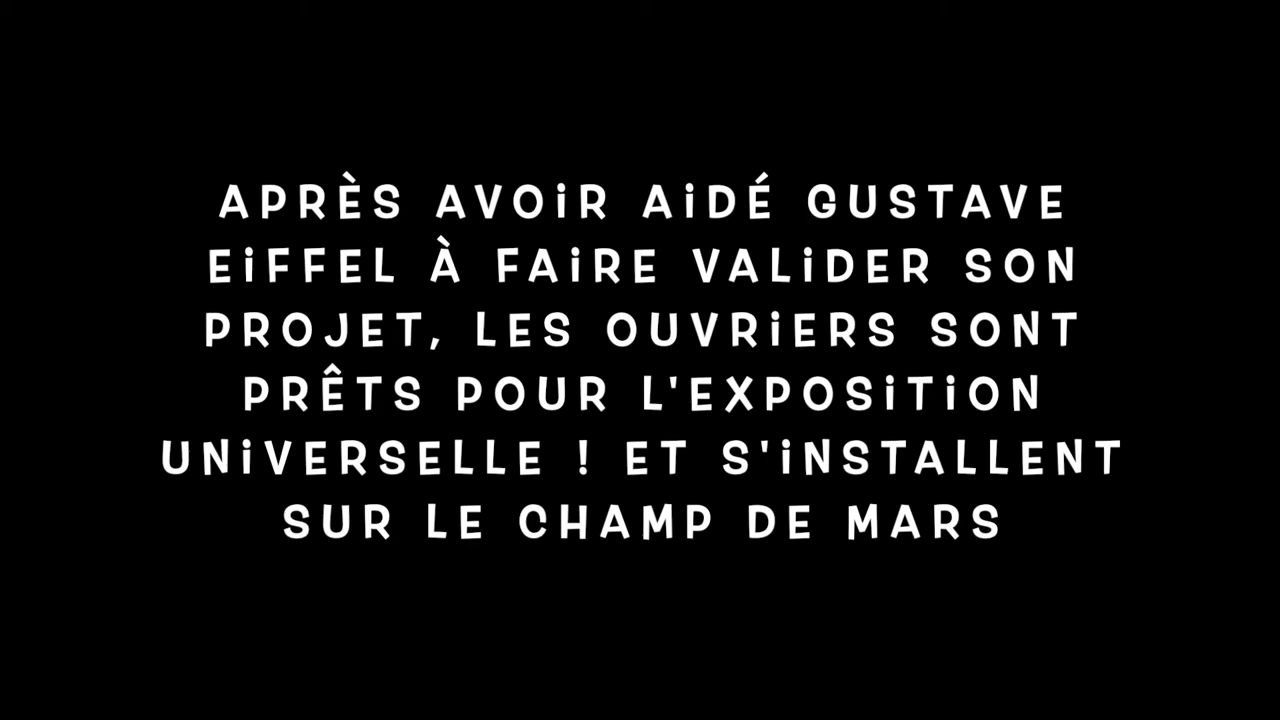 APRÈS AVOIR AIDÉ GUSTAVE
EIFFEL À FAIRE VALIDER SON
PROJET, LES OUVRIERS SONT
PRÊTS POUR L'EXPOSITION
UNIVERSELLE ! ET S'INSTALLENT
SUR LE CHAMP DE MARS